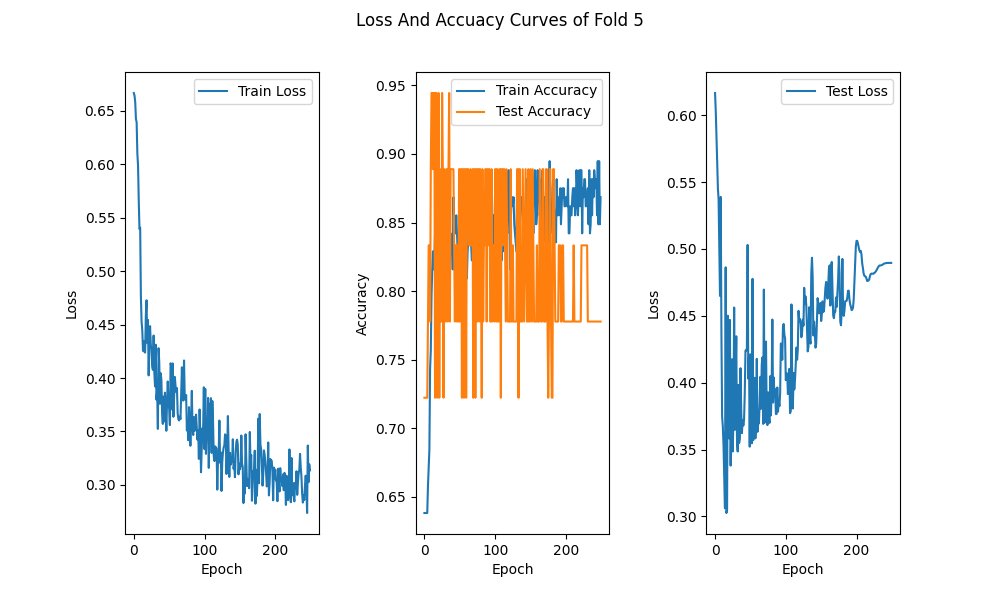 Loss And Accuacy Curves of Fold 5
Loss
0.65
0.60
0.55
0.50
0.45
0.40
0.35
0.30
Train Loss
0 100 200
Epoch
Accuracy
0.95
0.90
0.85
0.80
0.75
0.70
0.65
Train Accuracy
Test Accuracy
0 100 200
Epoch
Loss
0.60
0.55
0.50
0.45
0.40
0.35
0.30
Test Loss
0 100 200
Epoch